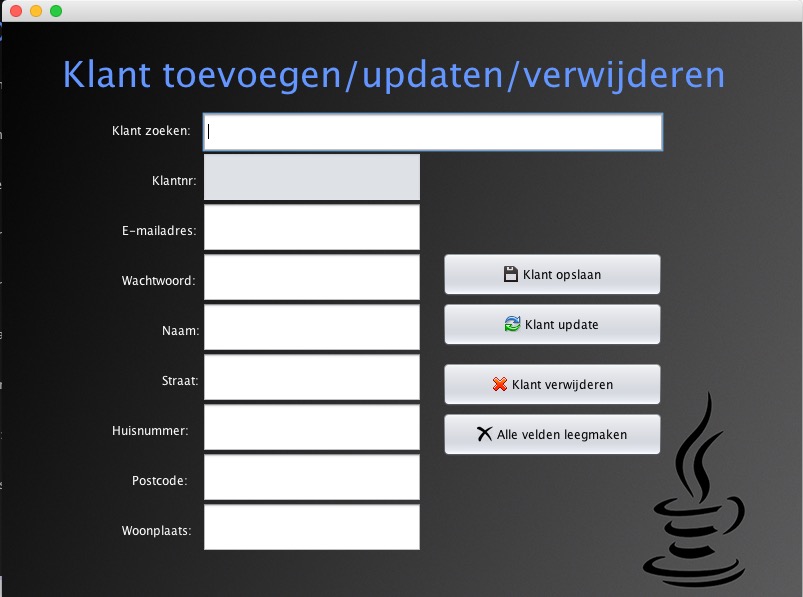 Klant toevoegen/updaten/verwijderen
Klant zoeken:
Klantnr:
E-mailadres:
Wachtwoord:
Klant opslaan
Naam:
Klant update
Straat:
Klant verwijderen
Huisnummer:
Alle velden leegmaken
Postcode:
Woonplaats: